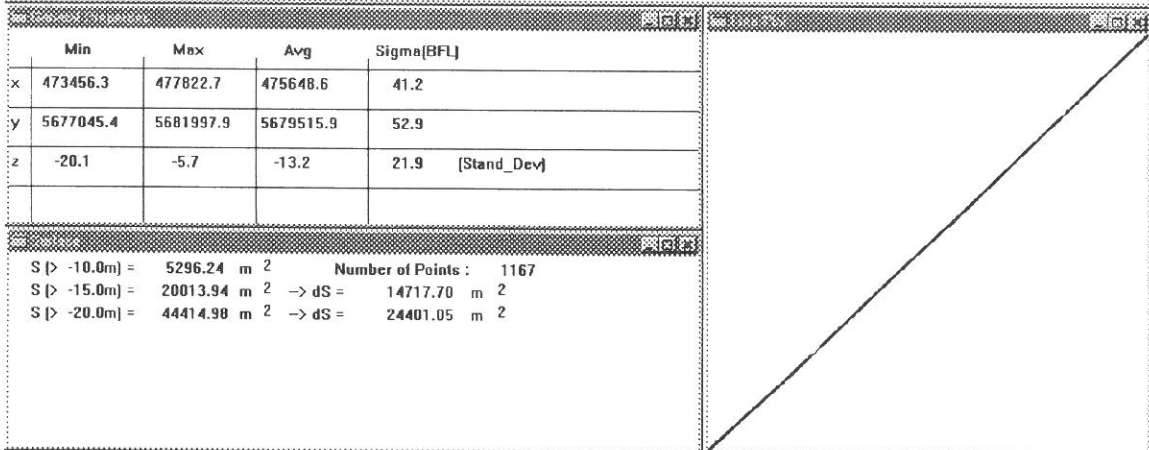 Min Max Avg Sigma(BFL)
x 473456.3 477822.7 475648.6 41.2
y 5677045.4 5681997.9 5679515.9 52.9
z -20.1 -5.7 -13.2 21.9 (Stand_Dev)
S (> -10.0m) = 5296.24 m 2 Number of Points : 1167
S (> -15.0m) = 20013.94 m 2 -> dS = 14717.70 m 2
S (> -20.0m) = 44414.98 m 2 -> dS = 24401.05 m 2